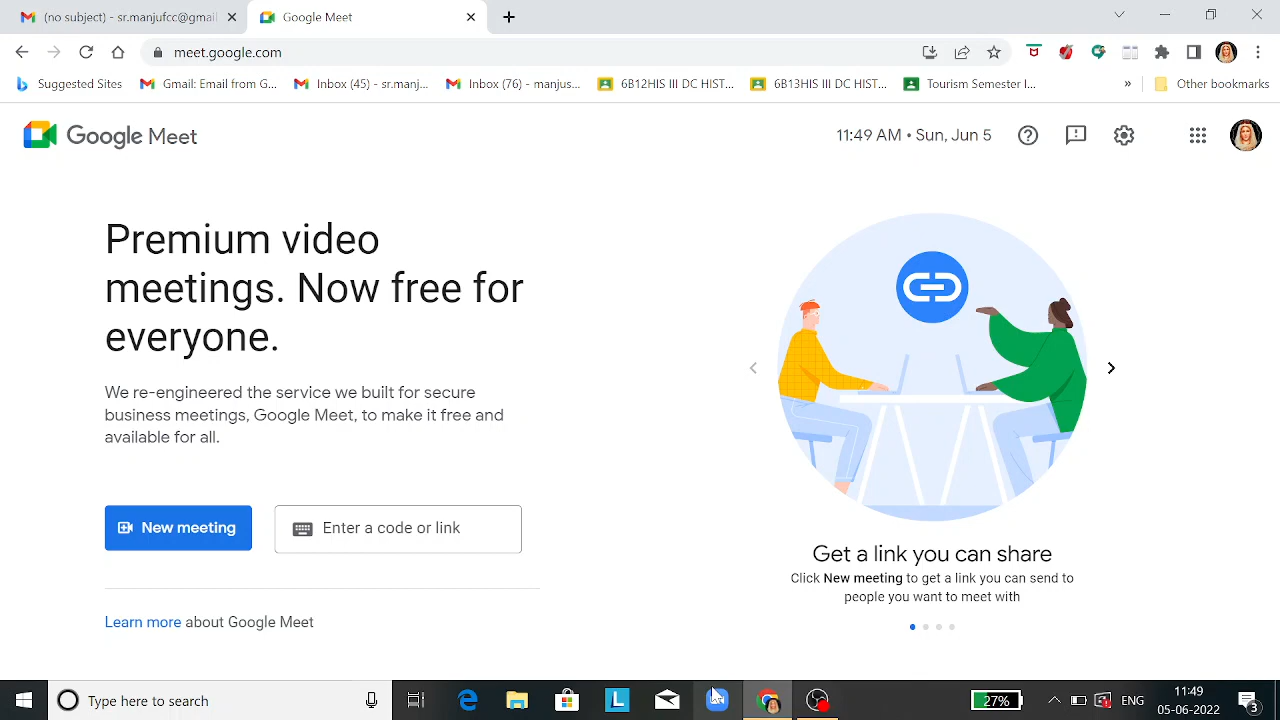 (no subject) - sr.manjufcc@gmail
Google Meet
meet.google.com
Suggested Sites
Gmail: Email from G...
Inbox (45) - sr.manj...
Inbox (76) - manjus...
6B12HIS III DC HIST...
6B13HIS III DC HIST...
Tourism Semester I...
»
Other bookmarks
Google Meet
11:49 AM • Sun, Jun 5
Premium video
meetings. Now free for
everyone.
We re-engineered the service we built for secure
business meetings, Google Meet, to make it free and
available for all.
New meeting
Enter a code or link
Learn more about Google Meet
Get a link you can share
Click New meeting to get a link you can send to
people you want to meet with
Type here to search
L
27%
ENG
11:49
05-06-2022
3